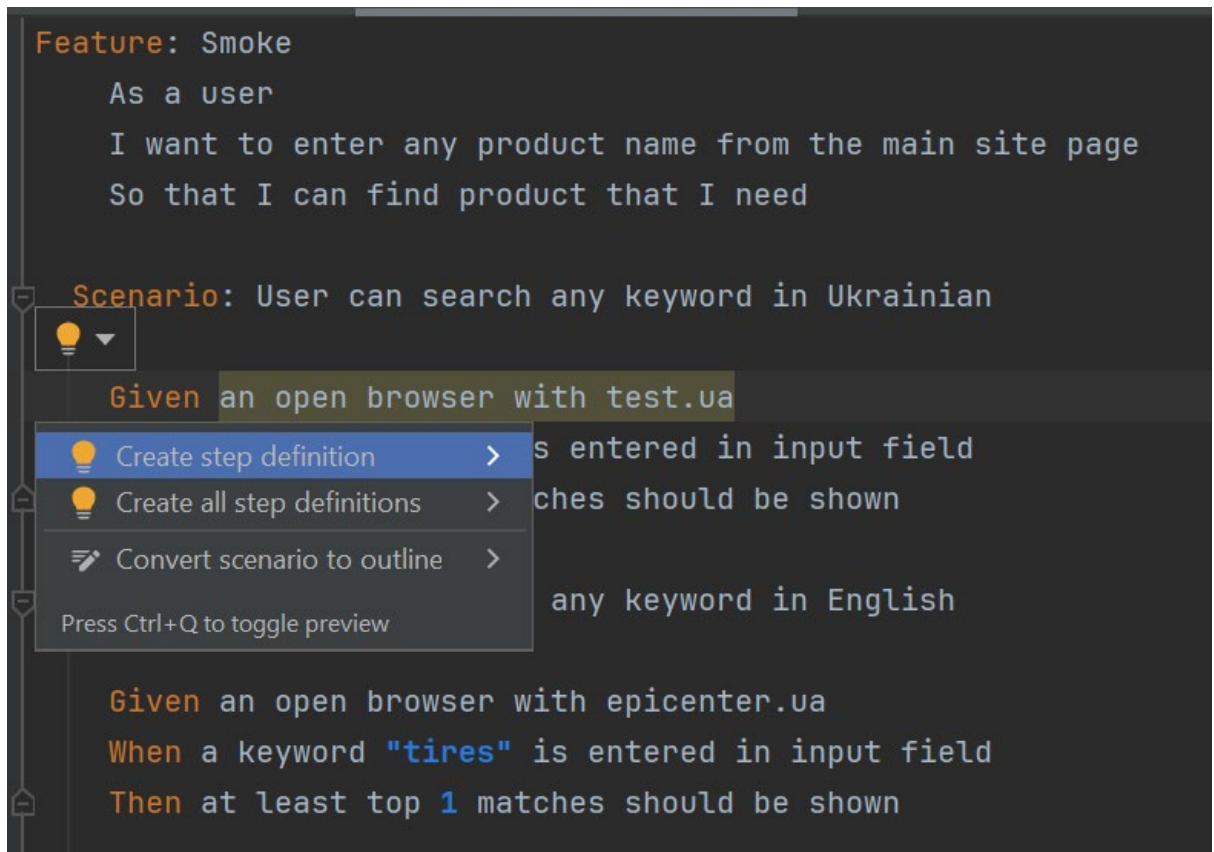 Feature: Smoke
As a user
I want to enter any product name from the main site page
So that I can find product that I need
Scenario: User can search any keyword in Ukrainian
Given an open browser with test.ua
Create step definition
s entered in input field
Create all step definitions
ches should be shown
Convert scenario to outline
any keyword in English
Press Ctrl+Q to toggle preview
Given an open browser with epicenter.ua
When a keyword "tires" is entered in input field
Then at least top 1 matches should be shown